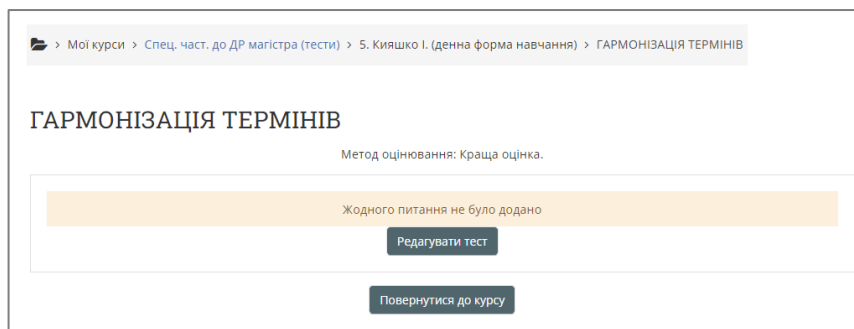 > Мої курси > Спец. част. до ДР магістра (тести) > 5. Кияшко І. (денна форма навчання) > ГАРМОНІЗАЦІЯ ТЕРМІНІВ
ГАРМОНІЗАЦІЯ ТЕРМІНІВ
Метод оцінювання: Краща оцінка.
Жодного питання не було додано
Редагувати тест
Повернутися до курсу